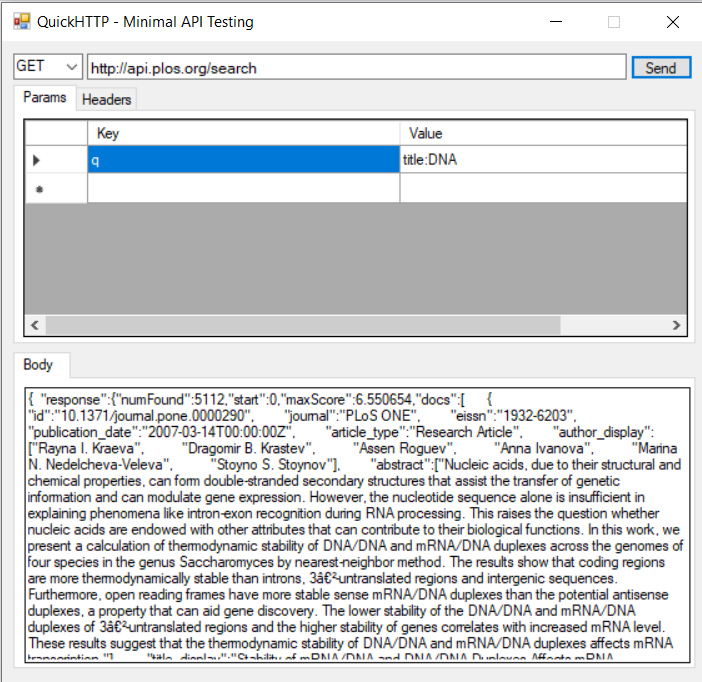 QuickHTTP - Minimal API Testing
GET http://api.plos.org/search Send
Params Headers
Key Value
q title:DNA
Body
{ "response":{"numFound":5112,"start":0,"maxScore":6.550654,"docs":[ {
"id":"10.1371/journal.pone.0000290", "journal":"PLoS ONE", "eissn":"1932-6203",
"publication_date":"2007-03-14T00:00:00Z", "article_type":"Research Article", "author_display":
["Rayna I. Kraeva", "Dragomir B. Krastev", "Assen Roguev", "Anna Ivanova", "Marina
N. Nedelcheva-Veleva", "Stoyno S. Stoynov"], "abstract":["Nucleic acids, due to their structural and
chemical properties, can form double-stranded secondary structures that assist the transfer of genetic
information and can modulate gene expression. However, the nucleotide sequence alone is insufficient in
explaining phenomena like intron-exon recognition during RNA processing. This raises the question whether
nucleic acids are endowed with other attributes that can contribute to their biological functions. In this work, we
present a calculation of thermodynamic stability of DNA/DNA and mRNA/DNA duplexes across the genomes of
four species in the genus Saccharomyces by nearest-neighbor method. The results show that coding regions
are more thermodynamically stable than introns, 3â€²-untranslated regions and intergenic sequences.
Furthermore, open reading frames have more stable sense mRNA/DNA duplexes than the potential antisense
duplexes, a property that can aid gene discovery. The lower stability of the DNA/DNA and mRNA/DNA
duplexes of 3â€²-untranslated regions and the higher stability of genes correlates with increased mRNA level.
These results suggest that the thermodynamic stability of DNA/DNA and mRNA/DNA duplexes affects mRNA
transcription."], "title_display":"Stability of mRNA/DNA and DNA/DNA Duplexes Affects mRNA